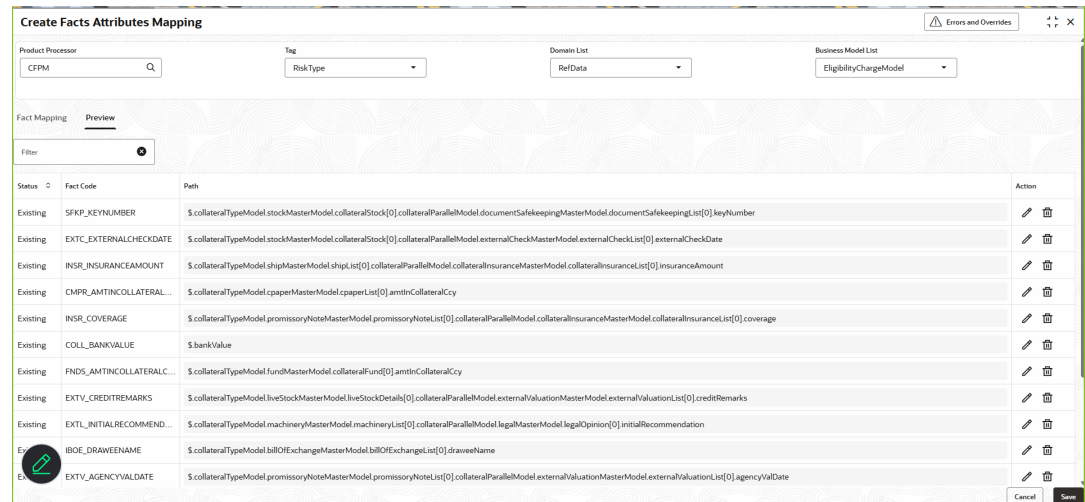 Create Facts Attributes Mapping
Errors and Overrides
Product Processor Tag Domain List Business Model List
CFPM RiskType RefData EligibilityChargeModel
Fact Mapping Preview
Filter
Status Fact Code Path Action
Existing SFKP_KEYNUMBER $.collateralTypeModel.stockMasterModel.collateralStock[0].collateralParallelModel.documentSafekeepingMasterModel.documentSafekeepingList[0].keyNumber
Existing EXTC_EXTERNALCHECKDATE $.collateralTypeModel.stockMasterModel.collateralStock[0].collateralParallelModel.externalCheckMasterModel.externalCheckList[0].externalCheckDate
Existing INSR_INSURANCEAMOUNT $.collateralTypeModel.shipMasterModel.shipList[0].collateralParallelModel.collateralInsuranceMasterModel.collateralInsuranceList[0].insuranceAmount
Existing CMPR_AMTINCOLLATERAL... $.collateralTypeModel.cpaperMasterModel.cpaperList[0].amtInCollateralCcy
Existing INSR_COVERAGE $.collateralTypeModel.promissoryNoteMasterModel.promissoryNoteList[0].collateralParallelModel.collateralInsuranceMasterModel.collateralInsuranceList[0].coverage
Existing COLL_BANKVALUE $.bankValue
Existing FNDS_AMTINCOLLATERALC... $.collateralTypeModel.fundMasterModel.collateralFund[0].amtInCollateralCcy
Existing EXTV_CREDITREMARKS $.collateralTypeModel.liveStockMasterModel.liveStockDetails[0].collateralParallelModel.externalValuationMasterModel.externalValuationList[0].creditRemarks
Existing EXTL_INITIALRECOMMEND... $.collateralTypeModel.machineryMasterModel.machineryList[0].collateralParallelModel.legalMasterModel.legalOpinion[0].initialRecommendation
IBOE_DRAWEENAME $.collateralTypeModel.billOfExchangeMasterModel.billOfExchangeList[0].draweeName
EXTV_AGENCYVALDATE $.collateralTypeModel.promissoryNoteMasterModel.promissoryNoteList[0].collateralParallelModel.externalValuationMasterModel.externalValuationList[0].agencyValDate
Cancel Save